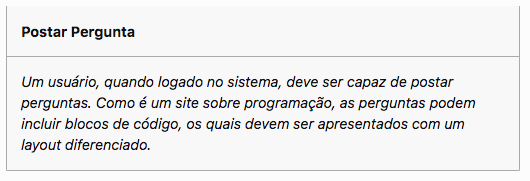 Postar Pergunta
Um usuário, quando logado no sistema, deve ser capaz de postar
perguntas. Como é um site sobre programação, as perguntas podem
incluir blocos de código, os quais devem ser apresentados com um
layout diferenciado.